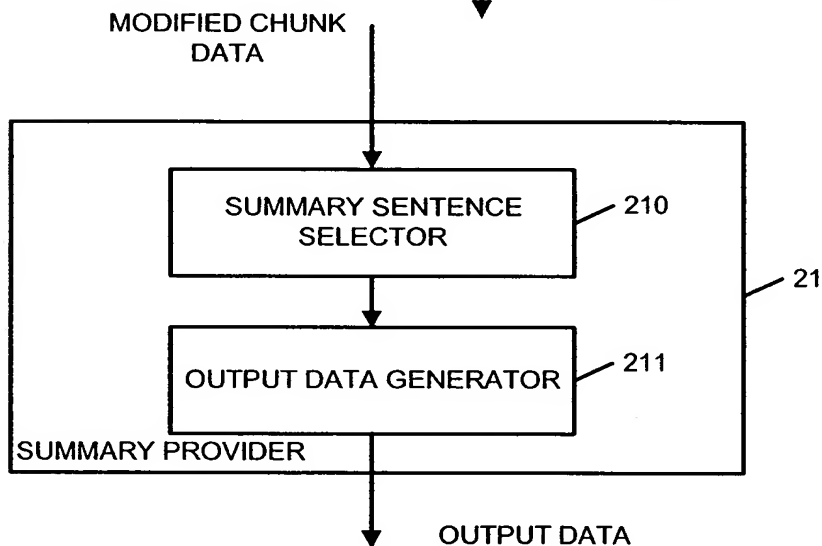 MODIFIED CHUNK
DATA
SUMMARY SENTENCE
SELECTOR
210
21
OUTPUT DATA GENERATOR
211
SUMMARY PROVIDER
OUTPUT DATA